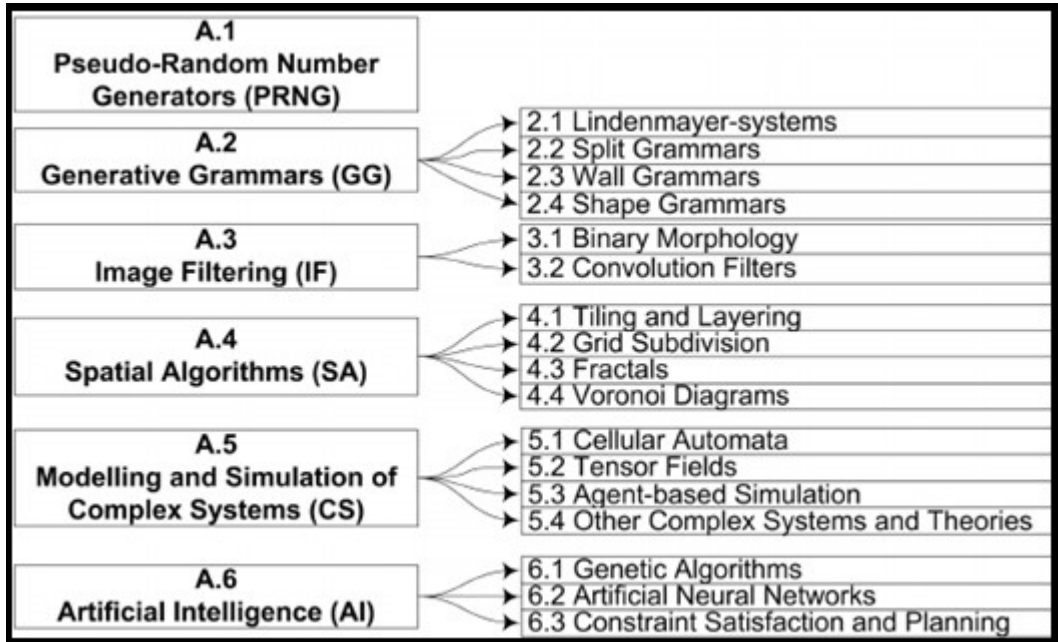 A.1
Pseudo-Random Number
Generators (PRNG)
A.2
Generative Grammars (GG)
2.1 Lindenmayer-systems
2.2 Split Grammars
2.3 Wall Grammars
2.4 Shape Grammars
A.3
Image Filtering (IF)
3.1 Binary Morphology
3.2 Convolution Filters
A.4
Spatial Algorithms (SA)
4.1 Tiling and Layering
4.2 Grid Subdivision
4.3 Fractals
4.4 Voronoi Diagrams
A.5
Modelling and Simulation of
Complex Systems (CS)
5.1 Cellular Automata
5.2 Tensor Fields
5.3 Agent-based Simulation
5.4 Other Complex Systems and Theories
A.6
Artificial Intelligence (AI)
6.1 Genetic Algorithms
6.2 Artificial Neural Networks
6.3 Constraint Satisfaction and Planning